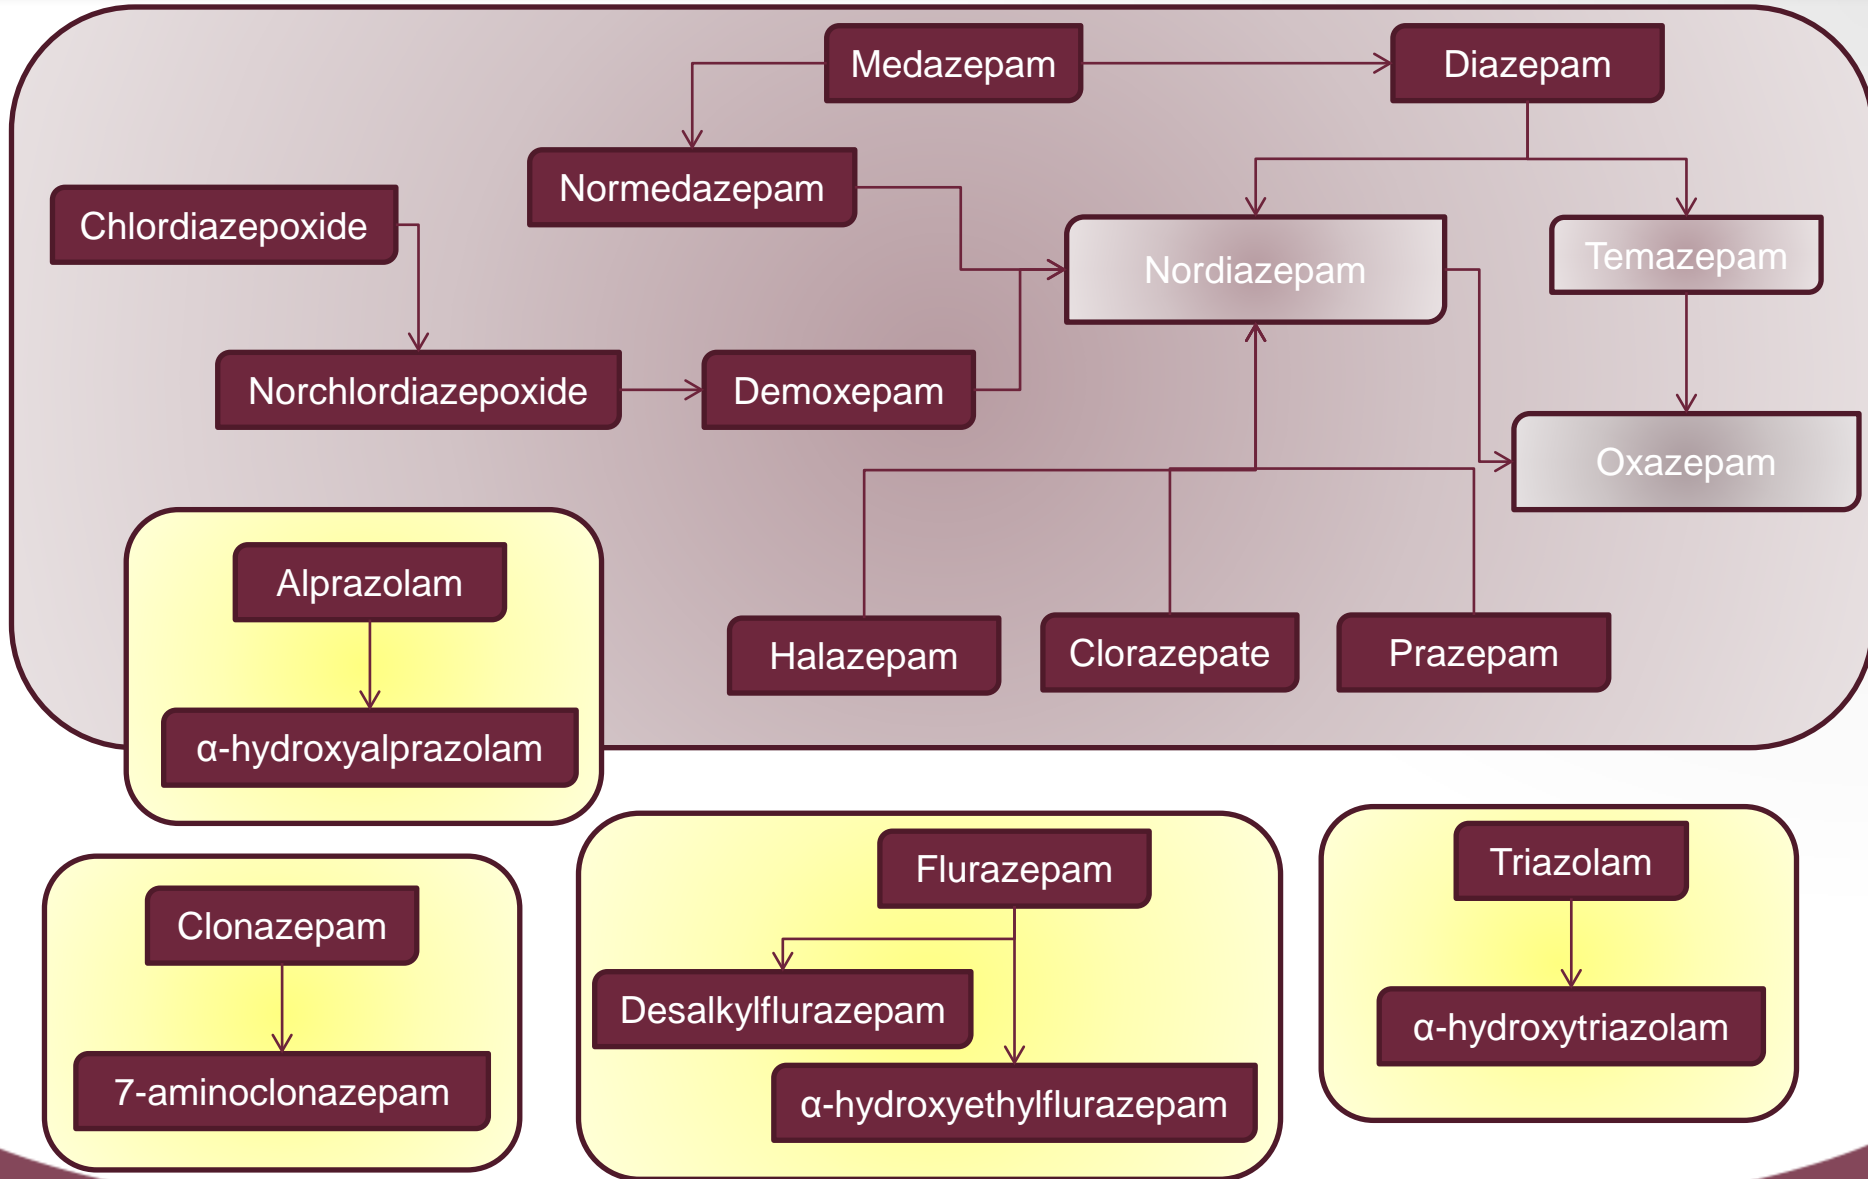 Medazepam
Diazepam
Normedazepam
Chlordiazepoxide
Nordiazepam
Temazepam
Norchlordiazepoxide
Demoxepam
Oxazepam
Alprazolam
Halazepam
Clorazepate
Prazepam
α-hydroxyalprazolam
Flurazepam
Triazolam
Clonazepam
Desalkylflurazepam
α-hydroxytriazolam
7-aminoclonazepam
α-hydroxyethylflurazepam